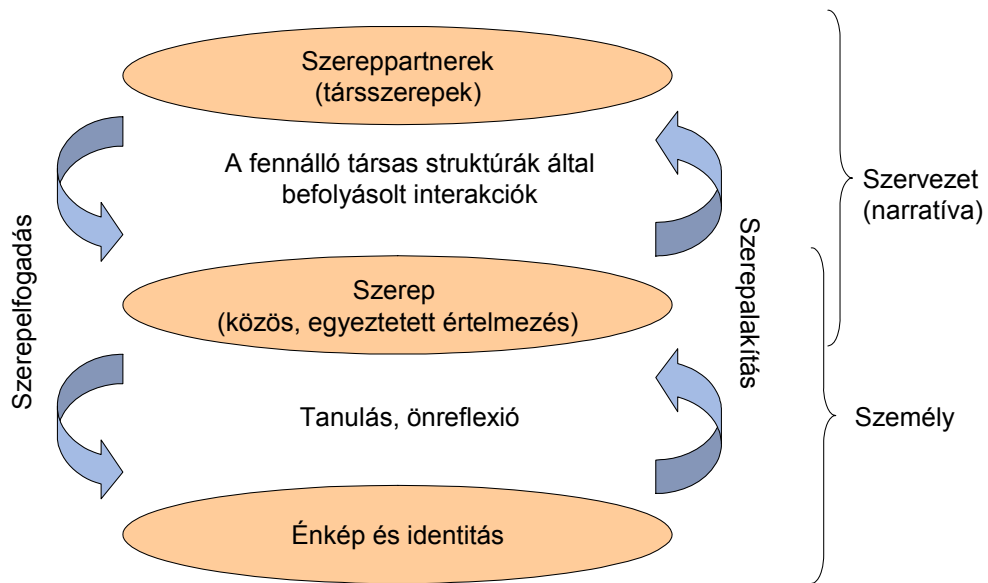 Szereppartnerek
(társszerepek)
A fennálló társas struktúrák által
befolyásolt interakciók
Szervezet
(narratíva)
Szerepelfogadás
Szerepalakítás
Szerep
(közös, egyeztetett értelmezés)
Tanulás, önreflexió
Személy
Énkép és identitás